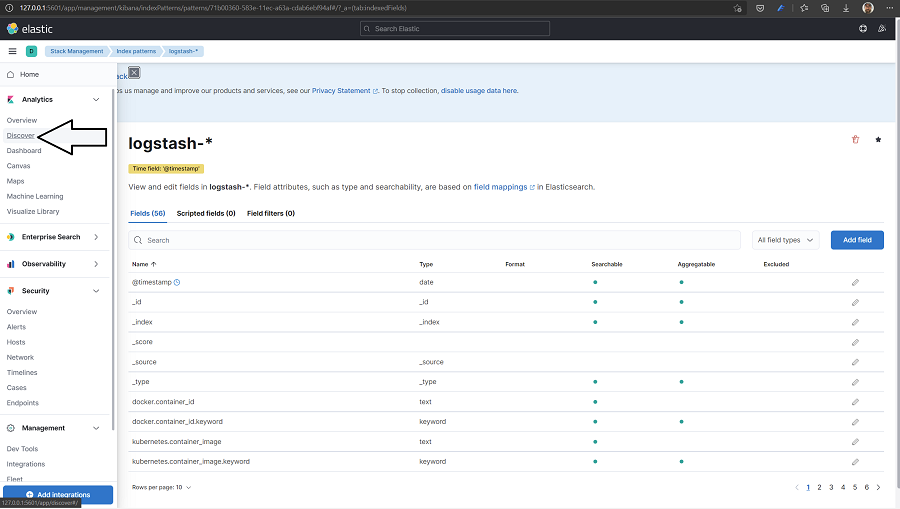 127.0.0.1:5601/app/management/kibana/indexPatterns/patterns/71b00360-583e-11ec-a63a-cdab6ebf94af#/?_a=(tab:indexedFields)
elastic
Search Elastic
D
Stack Management
Index patterns
logstash-*
Home
Analytics
Overview
Discover
Dashboard
Canvas
Maps
Machine Learning
Visualize Library
Enterprise Search
Observability
Security
Overview
Alerts
Hosts
Network
Timelines
Cases
Endpoints
Management
Dev Tools
Integrations
Fleet
Add integrations
127.0.0.1:5601/app/discover#/
ack
us manage and improve our products and services, see our Privacy Statement. To stop collection, disable usage data here.
logstash-*
Time field: '@timestamp'
View and edit fields in logstash-*. Field attributes, such as type and searchability, are based on field mappings in Elasticsearch.
Fields (56) Scripted fields (0) Field filters (0)
Search
All field types
Add field
Name Type Format Searchable Aggregatable Excluded
@timestamp date
_id _id
_index _index
_score
_source _source
_type _type
docker.container_id text
docker.container_id.keyword keyword
kubernetes.container_image text
kubernetes.container_image.keyword keyword
Rows per page: 10
1 2 3 4 5 6